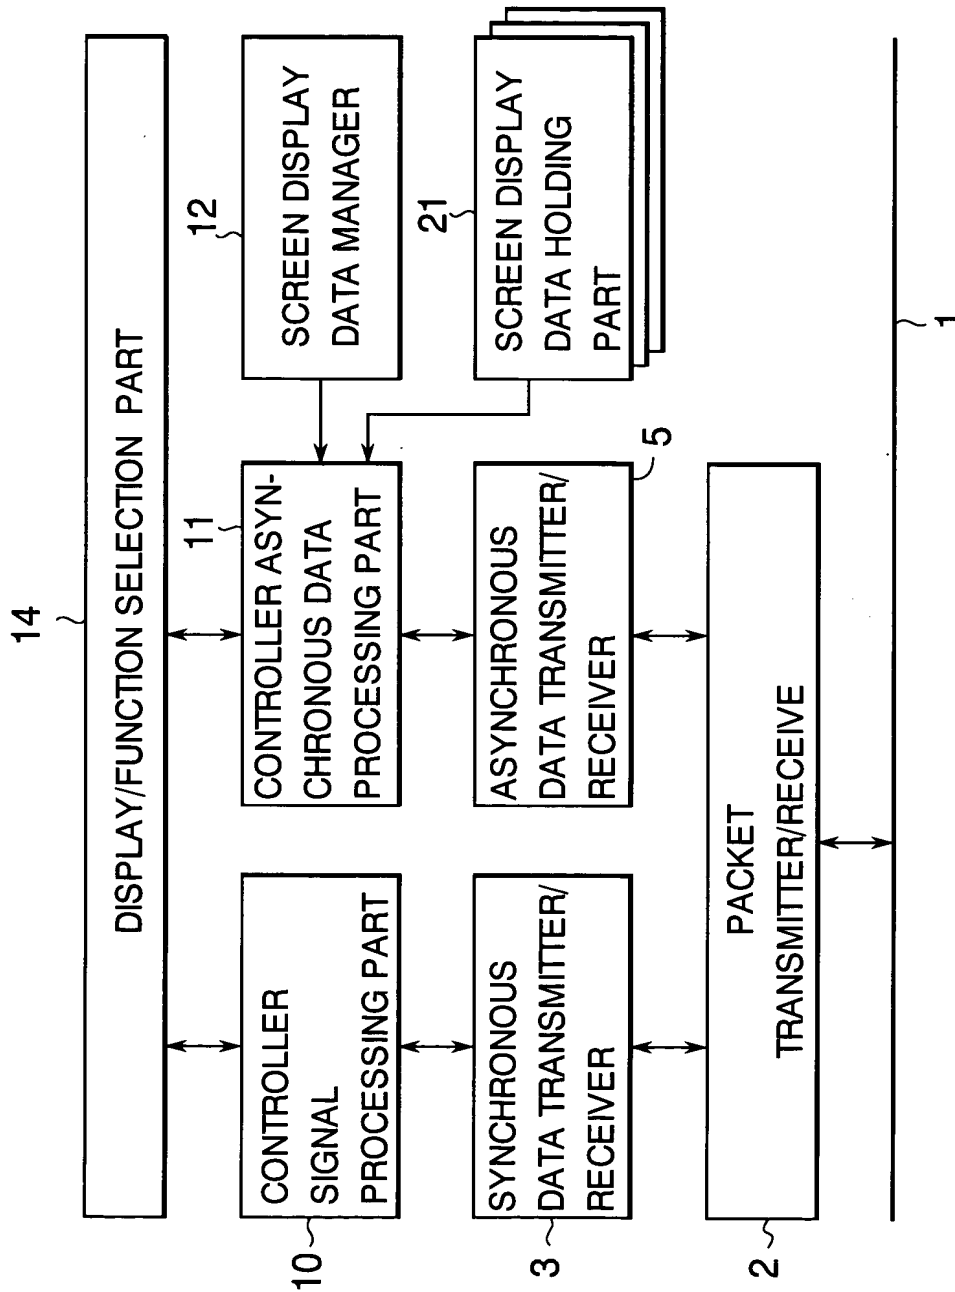 14
DISPLAY/FUNCTION SELECTION PART
10
CONTROLLER
SIGNAL
PROCESSING PART
11
CONTROLLER ASYN-
CHRONOUS DATA
PROCESSING PART
12
SCREEN DISPLAY
DATA MANAGER
3
SYNCHRONOUS
DATA TRANSMITTER/
RECEIVER
5
ASYNCHRONOUS
DATA TRANSMITTER/
RECEIVER
21
SCREEN DISPLAY
DATA HOLDING
PART
2
PACKET
TRANSMITTER/RECEIVE
1